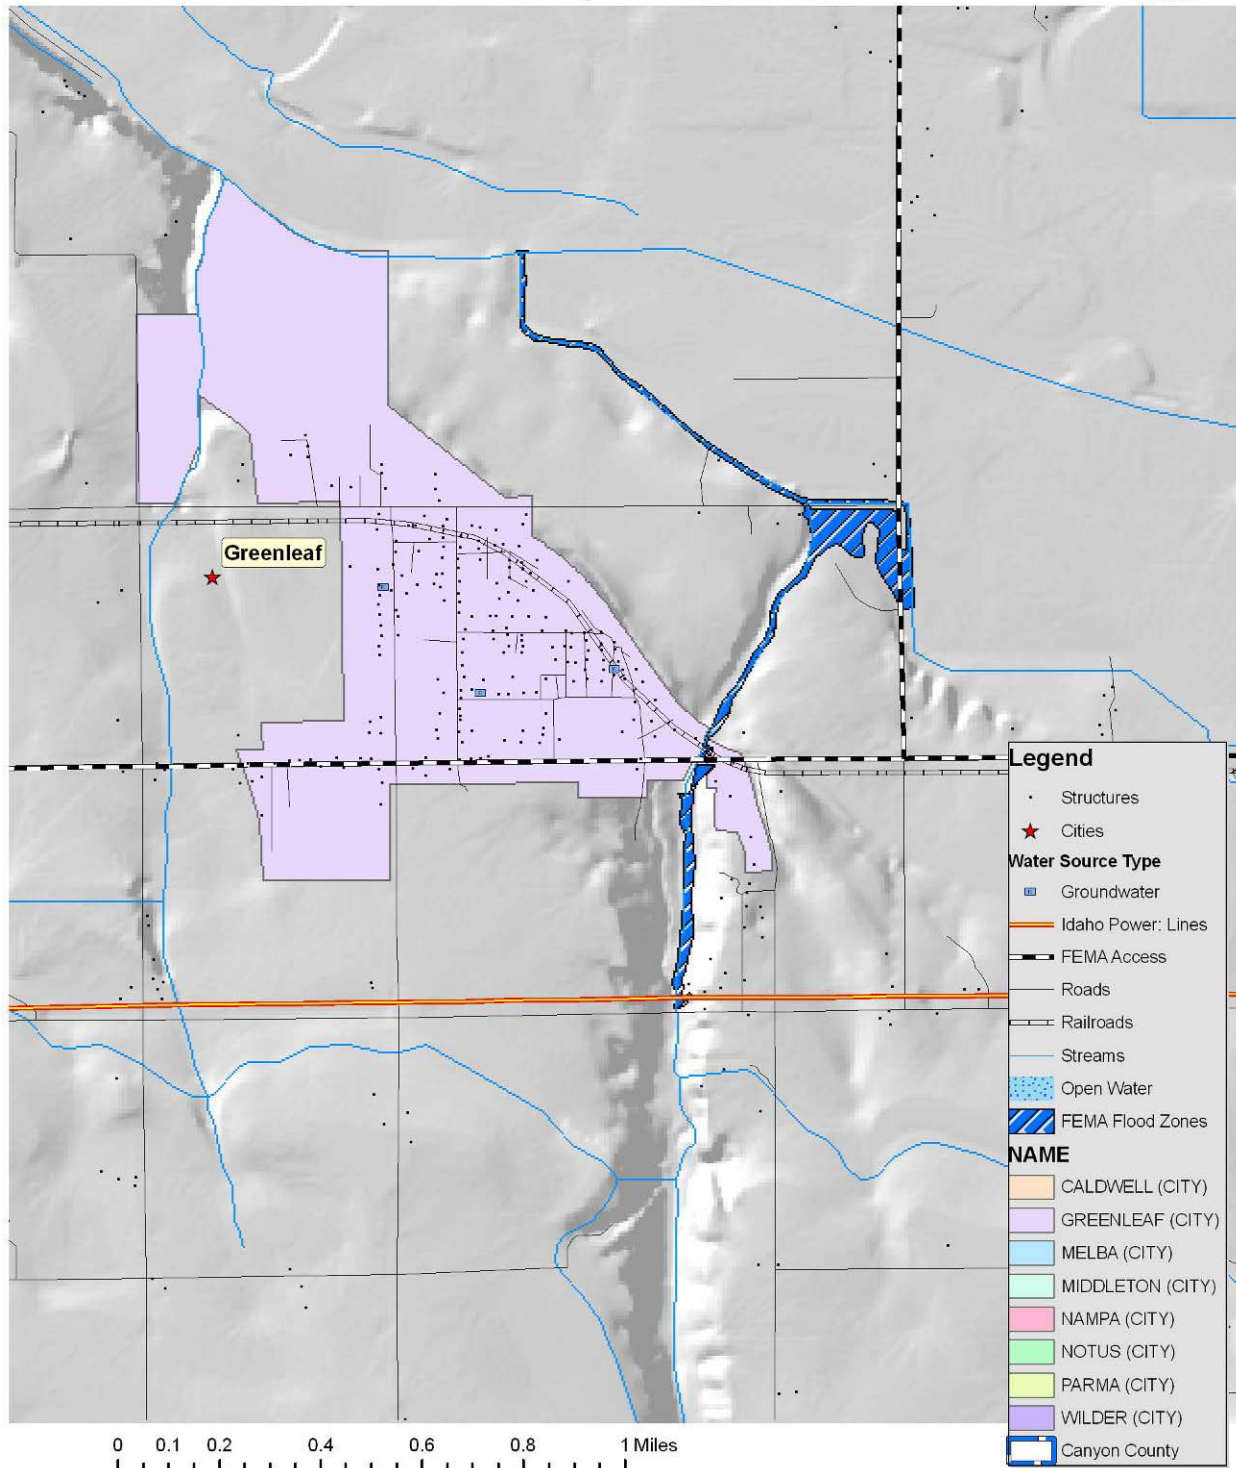 Greenleaf
Legend
Structures
Cities
Water Source Type
Groundwater
Idaho Power: Lines
FEMA Access
Roads
Railroads
Streams
Open Water
FEMA Flood Zones
NAME
CALDWELL (CITY)
GREENLEAF (CITY)
MELBA (CITY)
MIDDLETON (CITY)
NAMPA (CITY)
NOTUS (CITY)
PARMA (CITY)
WILDER (CITY)
Canyon County
0 0.1 0.2 0.4 0.6 0.8 1 Miles